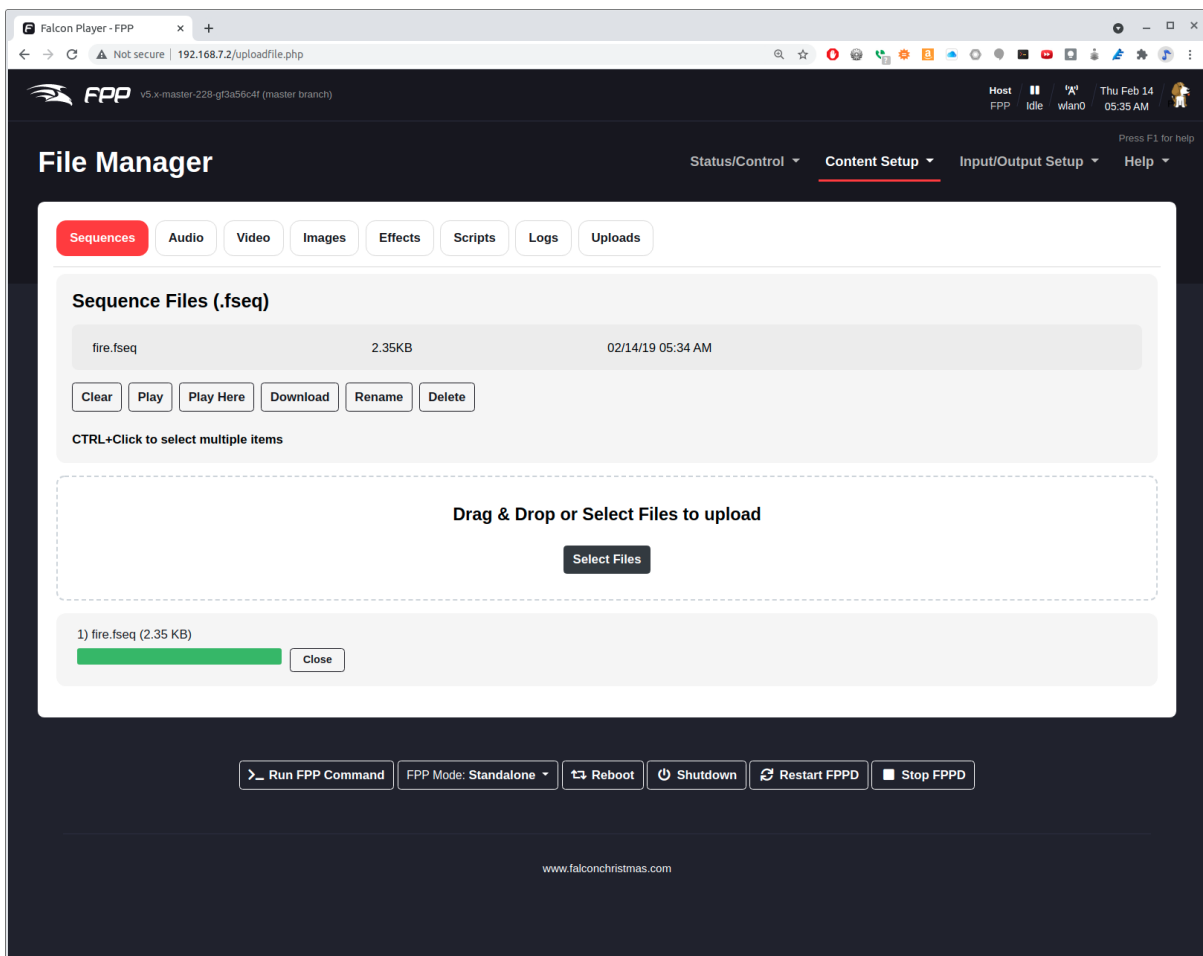 Falcon Player - FPP
Not secure | 192.168.7.2/uploadfile.php
FPP v5.x-master-228-gf3a56c4f (master branch)
Host FPP
Idle
wlan0
Thu Feb 14 05:35 AM
Press F1 for help
File Manager
Status/Control Content Setup Input/Output Setup Help
Sequences Audio Video Images Effects Scripts Logs Uploads
Sequence Files (.fseq)
fire.fseq 2.35KB 02/14/19 05:34 AM
Clear Play Play Here Download Rename Delete
CTRL+Click to select multiple items
Drag & Drop or Select Files to upload
Select Files
1) fire.fseq (2.35 KB)
Close
Run FPP Command FPP Mode: Standalone Reboot Shutdown Restart FPPD Stop FPPD
www.falconchristmas.com